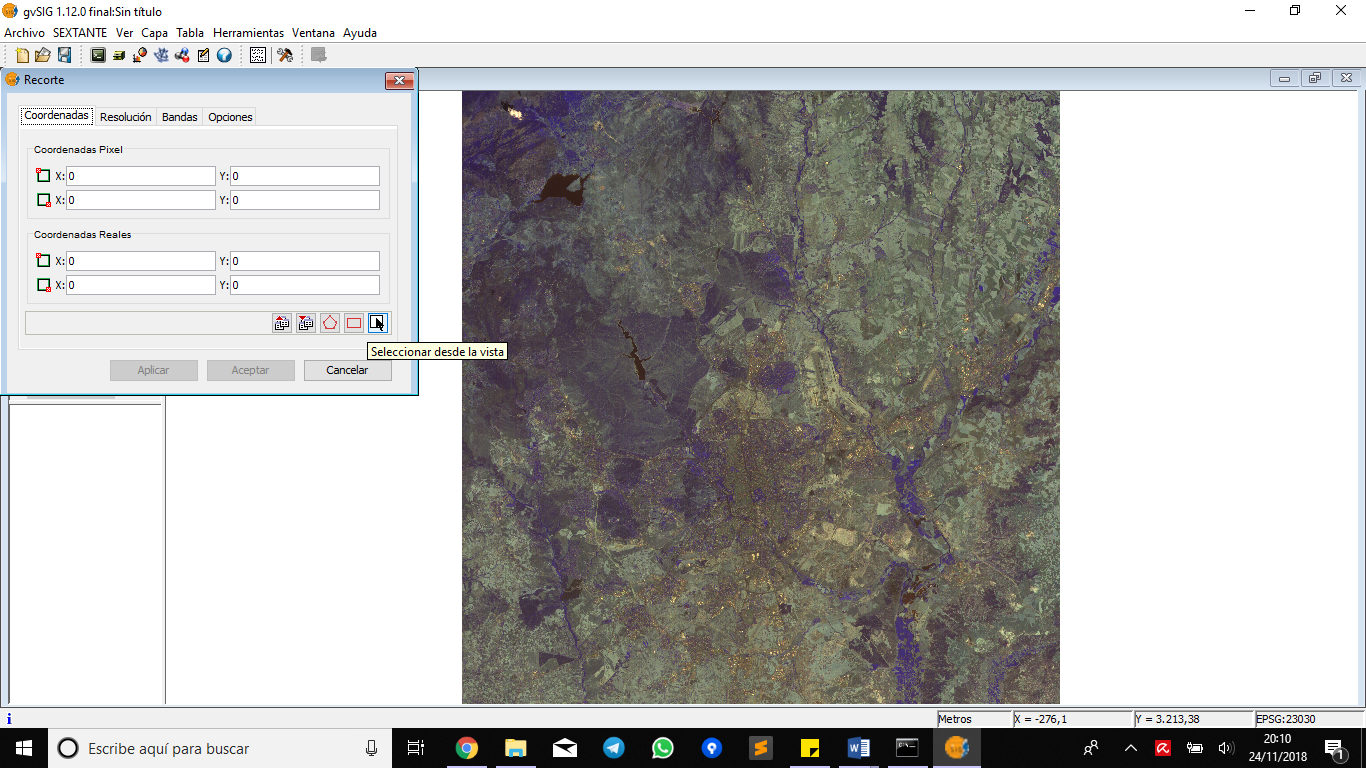 gvSIG 1.12.0 final:Sin título
Archivo SEXTANTE Ver Capa Tabla Herramientas Ventana Ayuda
Recorte
Coordenadas Resolución Bandas Opciones
Coordenadas Pixel
X: 0 Y: 0
X: 0 Y: 0
Coordenadas Reales
X: 0 Y: 0
X: 0 Y: 0
Seleccionar desde la vista
Aplicar Aceptar Cancelar
Metros X = -276,1 Y = 3.213,38 EPSG:23030
Escribe aquí para buscar
20:10
24/11/2018
1